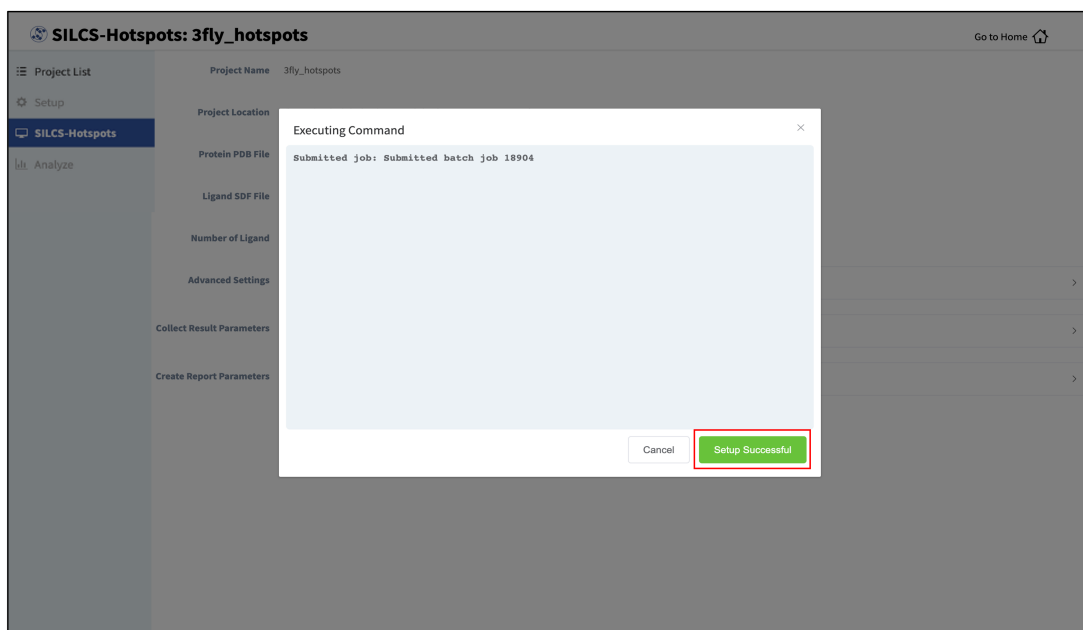 SILCS-Hotspots: 3fly_hotspots
Go to Home
Project List
Setup
SILCS-Hotspots
Analyze
Project Name 3fly_hotspots
Project Location
Protein PDB File
Ligand SDF File
Number of Ligand
Advanced Settings
Collect Result Parameters
Create Report Parameters
Executing Command
Submitted job: Submitted batch job 18904
Cancel
Setup Successful